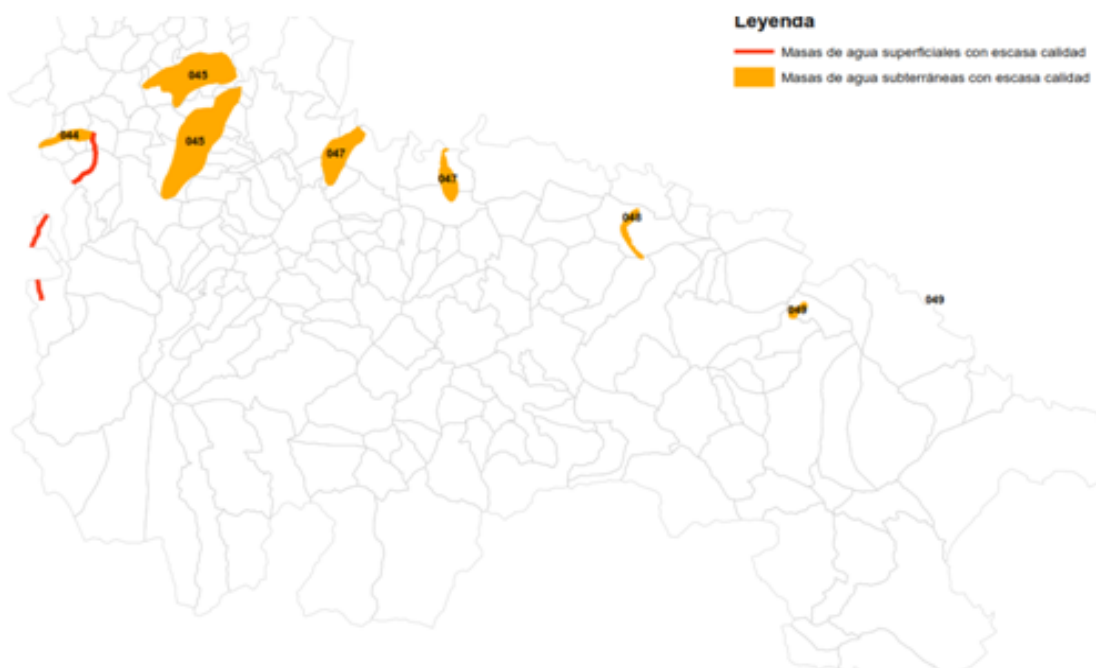 Leyenda
Masas de agua superficiales con escasa calidad
Masas de agua subterráneas con escasa calidad
045
044
045
047
047
048
049
049